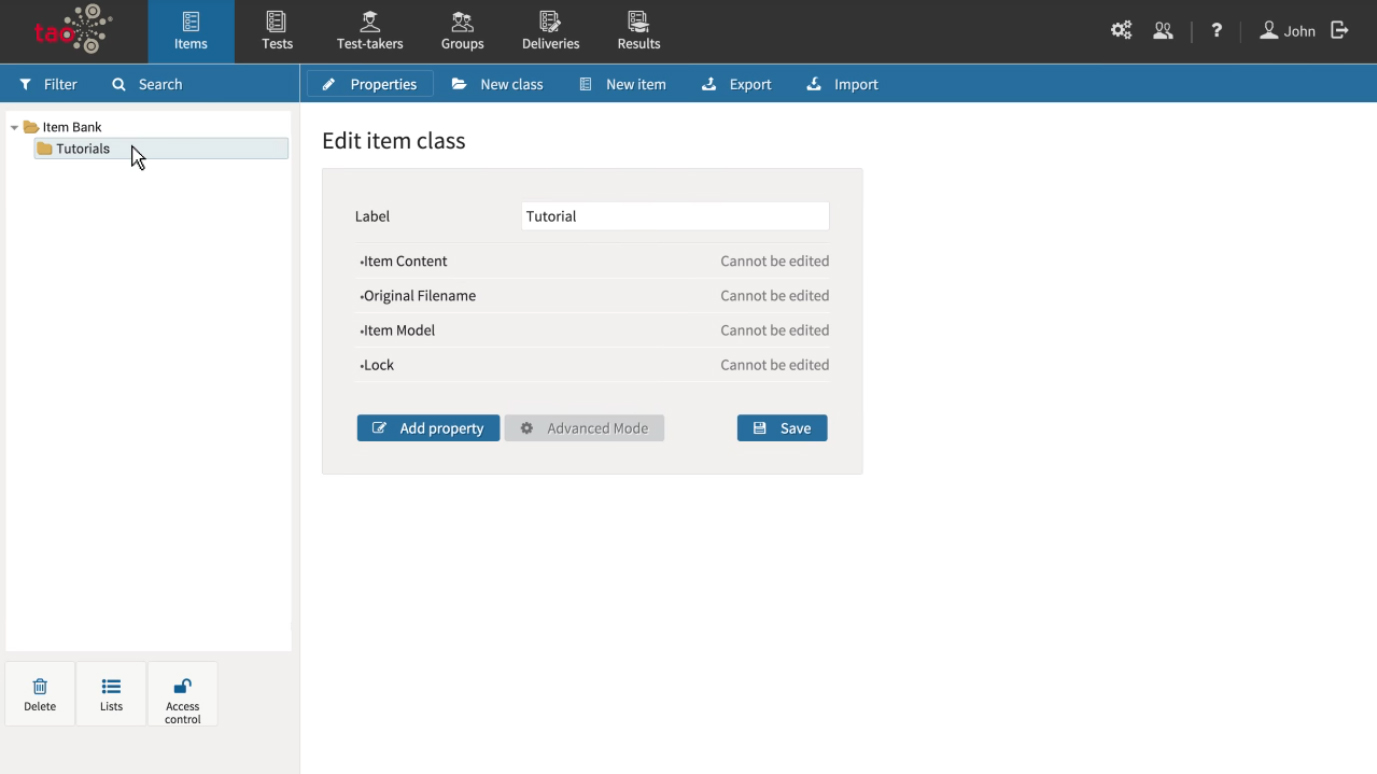 tao
Items
Tests
Test-takers
Groups
Deliveries
Results
?
John
Filter
Search
Properties
New class
New item
Export
Import
Item Bank
Tutorials
Edit item class
Label
Tutorial
•Item Content
Cannot be edited
•Original Filename
Cannot be edited
•Item Model
Cannot be edited
•Lock
Cannot be edited
Add property
Advanced Mode
Save
Delete
Lists
Access
control